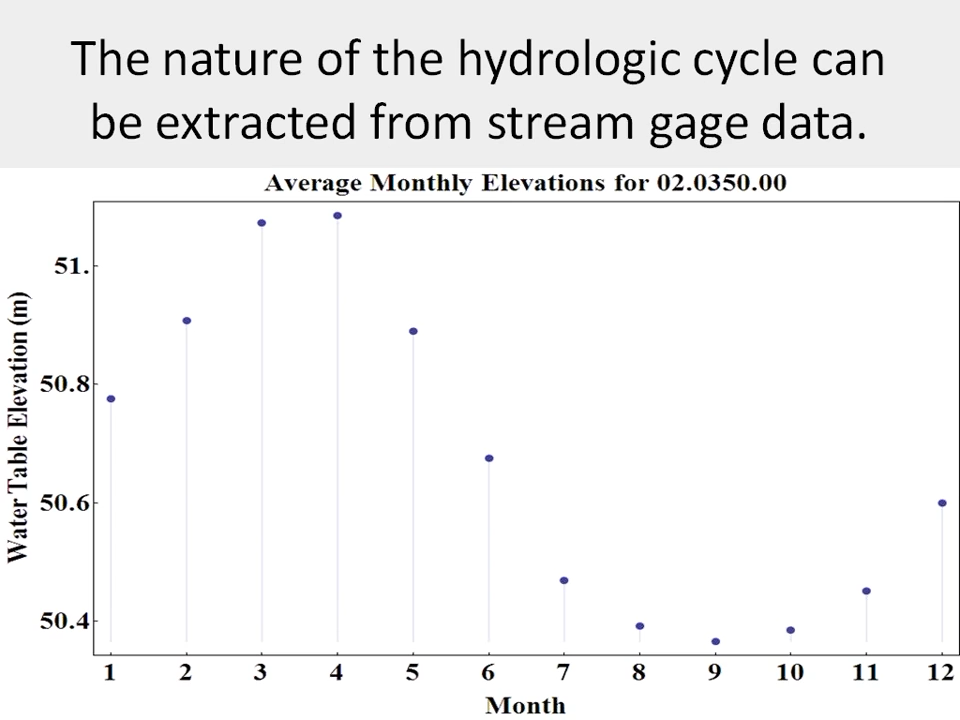 The nature of the hydrologic cycle can
be extracted from stream gage data.
Average Monthly Elevations for 02.0350.00
Water Table Elevation (m)
51.
50.8
50.6
50.4
1 2 3 4 5 6 7 8 9 10 11 12
Month